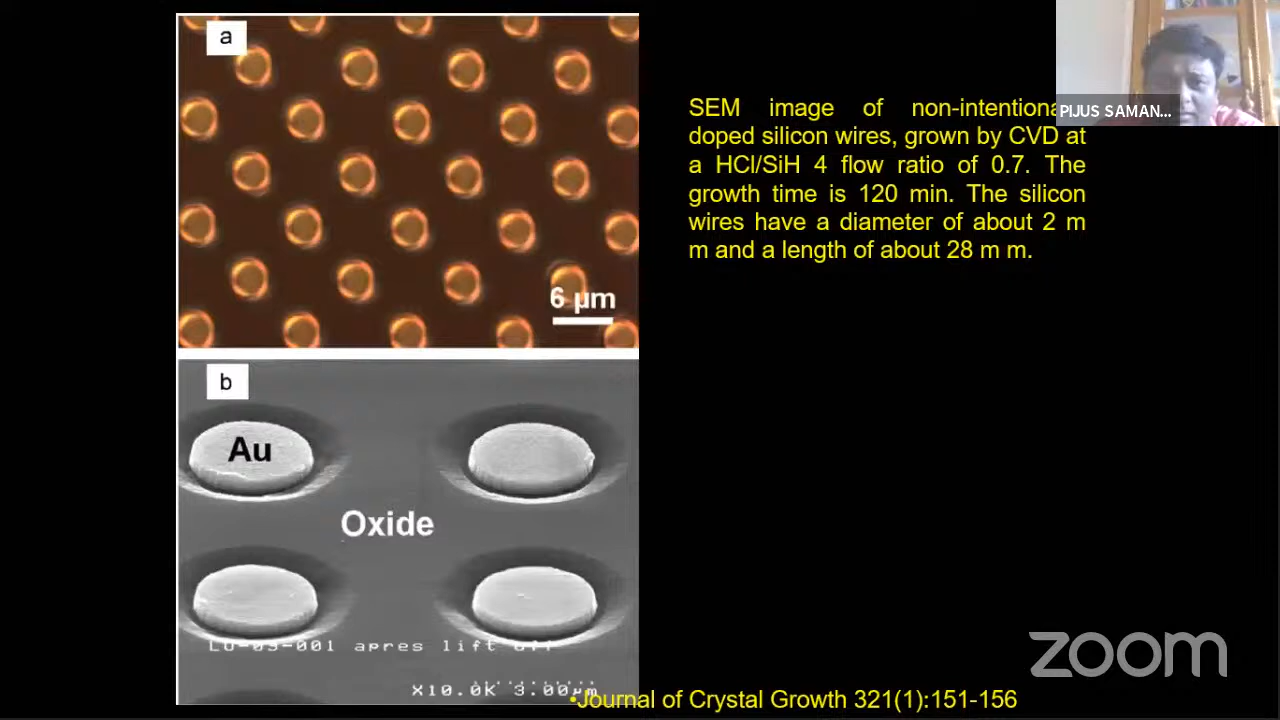 a
6 µm
b
Au
Oxide
apres lift off
X10.0K 3.00µm
SEM image of non-intentiona
doped silicon wires, grown by CVD at
a HCl/SiH 4 flow ratio of 0.7. The
growth time is 120 min. The silicon
wires have a diameter of about 2 m
m and a length of about 28 m m.
PIJUS SAMAN...
zoom
•Journal of Crystal Growth 321(1):151-156